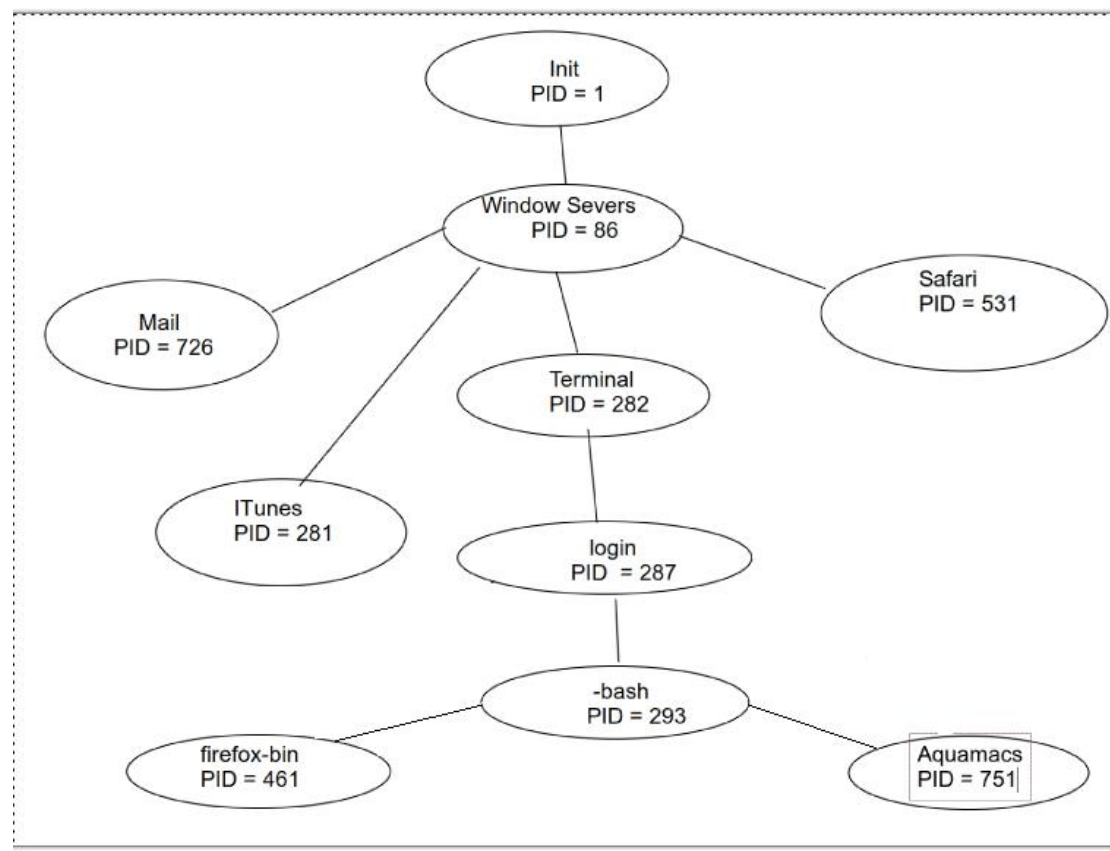 Init
PID = 1
Window Severs
PID = 86
Safari
PID = 531
Mail
PID = 726
Terminal
PID = 282
ITunes
PID = 281
login
PID = 287
-bash
PID = 293
firefox-bin
PID = 461
Aquamacs
PID = 751